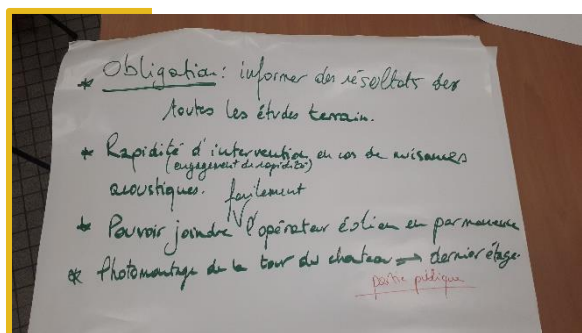 * Obligation : informer des résultats des
toutes les études terrain.
* Rapidité d'intervention en cas de nuisances
(engagement de rapidité)
acoustiques.
facilement
* Pouvoir joindre l'opérateur éolien en permanence
* Photomontage de la tour du chateau → dernier étage.
partie publique